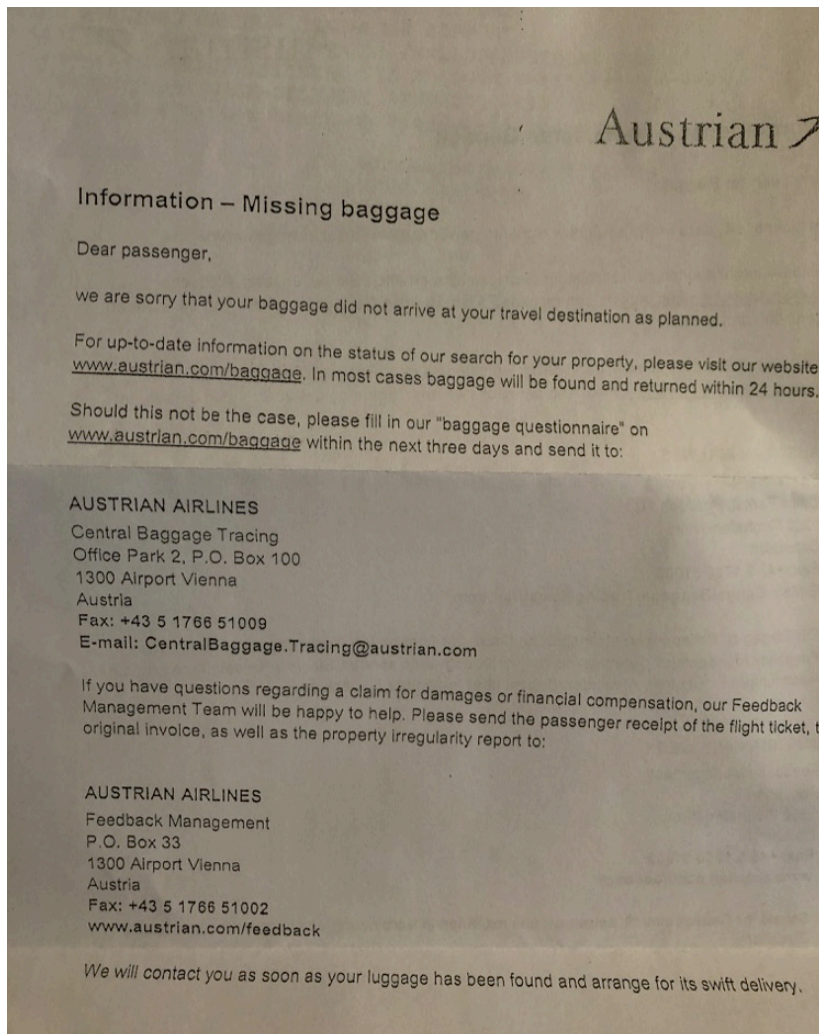 Austrian
Information – Missing baggage
Dear passenger,
we are sorry that your baggage did not arrive at your travel destination as planned.
For up-to-date information on the status of our search for your property, please visit our website
www.austrian.com/baggage. In most cases baggage will be found and returned within 24 hours.
Should this not be the case, please fill in our "baggage questionnaire" on
www.austrian.com/baggage within the next three days and send it to:
AUSTRIAN AIRLINES
Central Baggage Tracing
Office Park 2, P.O. Box 100
1300 Airport Vienna
Austria
Fax: +43 5 1766 51009
E-mail: CentralBaggage.Tracing@austrian.com
If you have questions regarding a claim for damages or financial compensation, our Feedback
Management Team will be happy to help. Please send the passenger receipt of the flight ticket,
original invoice, as well as the property irregularity report to:
AUSTRIAN AIRLINES
Feedback Management
P.O. Box 33
1300 Airport Vienna
Austria
Fax: +43 5 1766 51002
www.austrian.com/feedback
We will contact you as soon as your luggage has been found and arrange for its swift delivery.